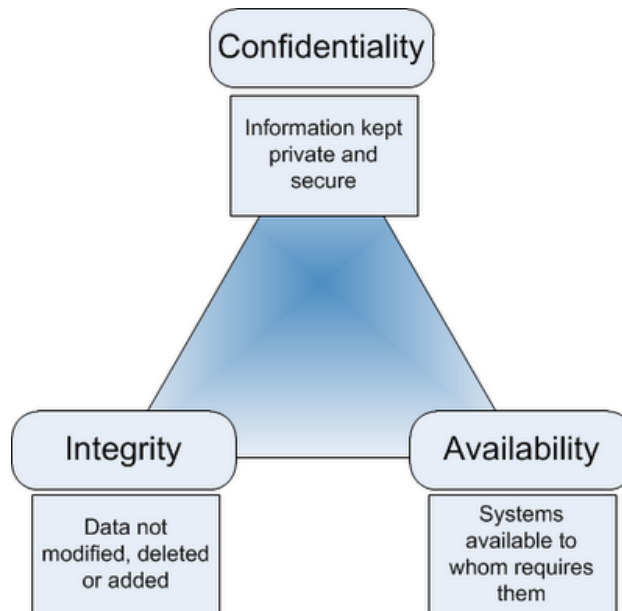 Confidentiality
Information kept
private and
secure
Integrity
Data not
modified, deleted
or added
Availability
Systems
available to
whom requires
them